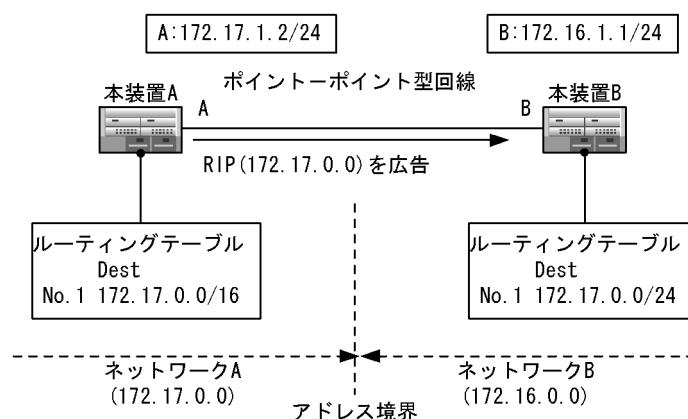 A:172.17.1.2/24
B:172.16.1.1/24
ポイントーポイント型回線
本装置A
A
B
本装置B
RIP(172.17.0.0)を広告
ルーティングテーブル
Dest
No.1 172.17.0.0/16
ルーティングテーブル
Dest
No.1 172.17.0.0/24
ネットワークA
(172.17.0.0)
ネットワークB
(172.16.0.0)
アドレス境界